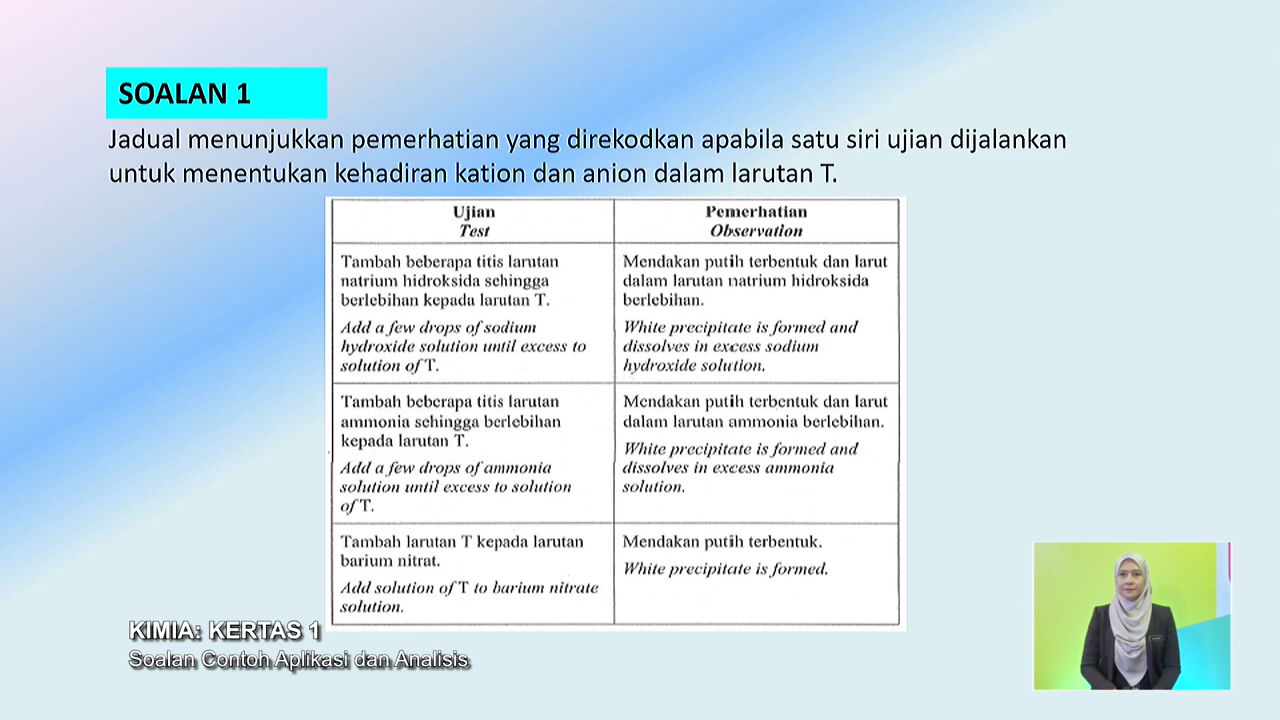 SOALAN 1
Jadual menunjukkan pemerhatian yang direkodkan apabila satu siri ujian dijalankan
untuk menentukan kehadiran kation dan anion dalam larutan T.
Ujian
Test
Pemerhatian
Observation
Tambah beberapa titis larutan
natrium hidroksida sehingga
berlebihan kepada larutan T.
Add a few drops of sodium
hydroxide solution until excess to
solution of T.
Mendakan putih terbentuk dan larut
dalam larutan natrium hidroksida
berlebihan.
White precipitate is formed and
dissolves in excess sodium
hydroxide solution.
Tambah beberapa titis larutan
ammonia sehingga berlebihan
kepada larutan T.
Add a few drops of ammonia
solution until excess to solution
of T.
Mendakan putih terbentuk dan larut
dalam larutan ammonia berlebihan.
White precipitate is formed and
dissolves in excess ammonia
solution.
Tambah larutan T kepada larutan
barium nitrat.
Add solution of T to barium nitrate
solution.
Mendakan putih terbentuk.
White precipitate is formed.
KIMIA: KERTAS 1
Soalan Contoh Aplikasi dan Analisis